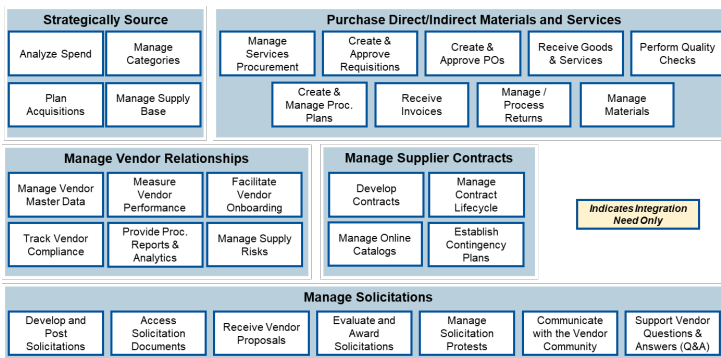 Strategically Source
Analyze Spend
Manage
Categories
Plan
Acquisitions
Manage Supply
Base
Purchase Direct/Indirect Materials and Services
Manage
Services
Procurement
Create &
Approve
Requisitions
Create &
Approve POs
Receive Goods
& Services
Perform Quality
Checks
Create &
Manage Proc.
Plans
Receive
Invoices
Manage /
Process
Returns
Manage
Materials
Manage Vendor Relationships
Manage Vendor
Master Data
Measure
Vendor
Performance
Facilitate
Vendor
Onboarding
Track Vendor
Compliance
Provide Proc.
Reports &
Analytics
Manage Supply
Risks
Manage Supplier Contracts
Develop
Contracts
Manage
Contract
Lifecycle
Manage Online
Catalogs
Establish
Contingency
Plans
Indicates Integration
Need Only
Manage Solicitations
Develop and
Post
Solicitations
Access
Solicitation
Documents
Receive Vendor
Proposals
Evaluate and
Award
Solicitations
Manage
Solicitation
Protests
Communicate
with the Vendor
Community
Support Vendor
Questions &
Answers (Q&A)